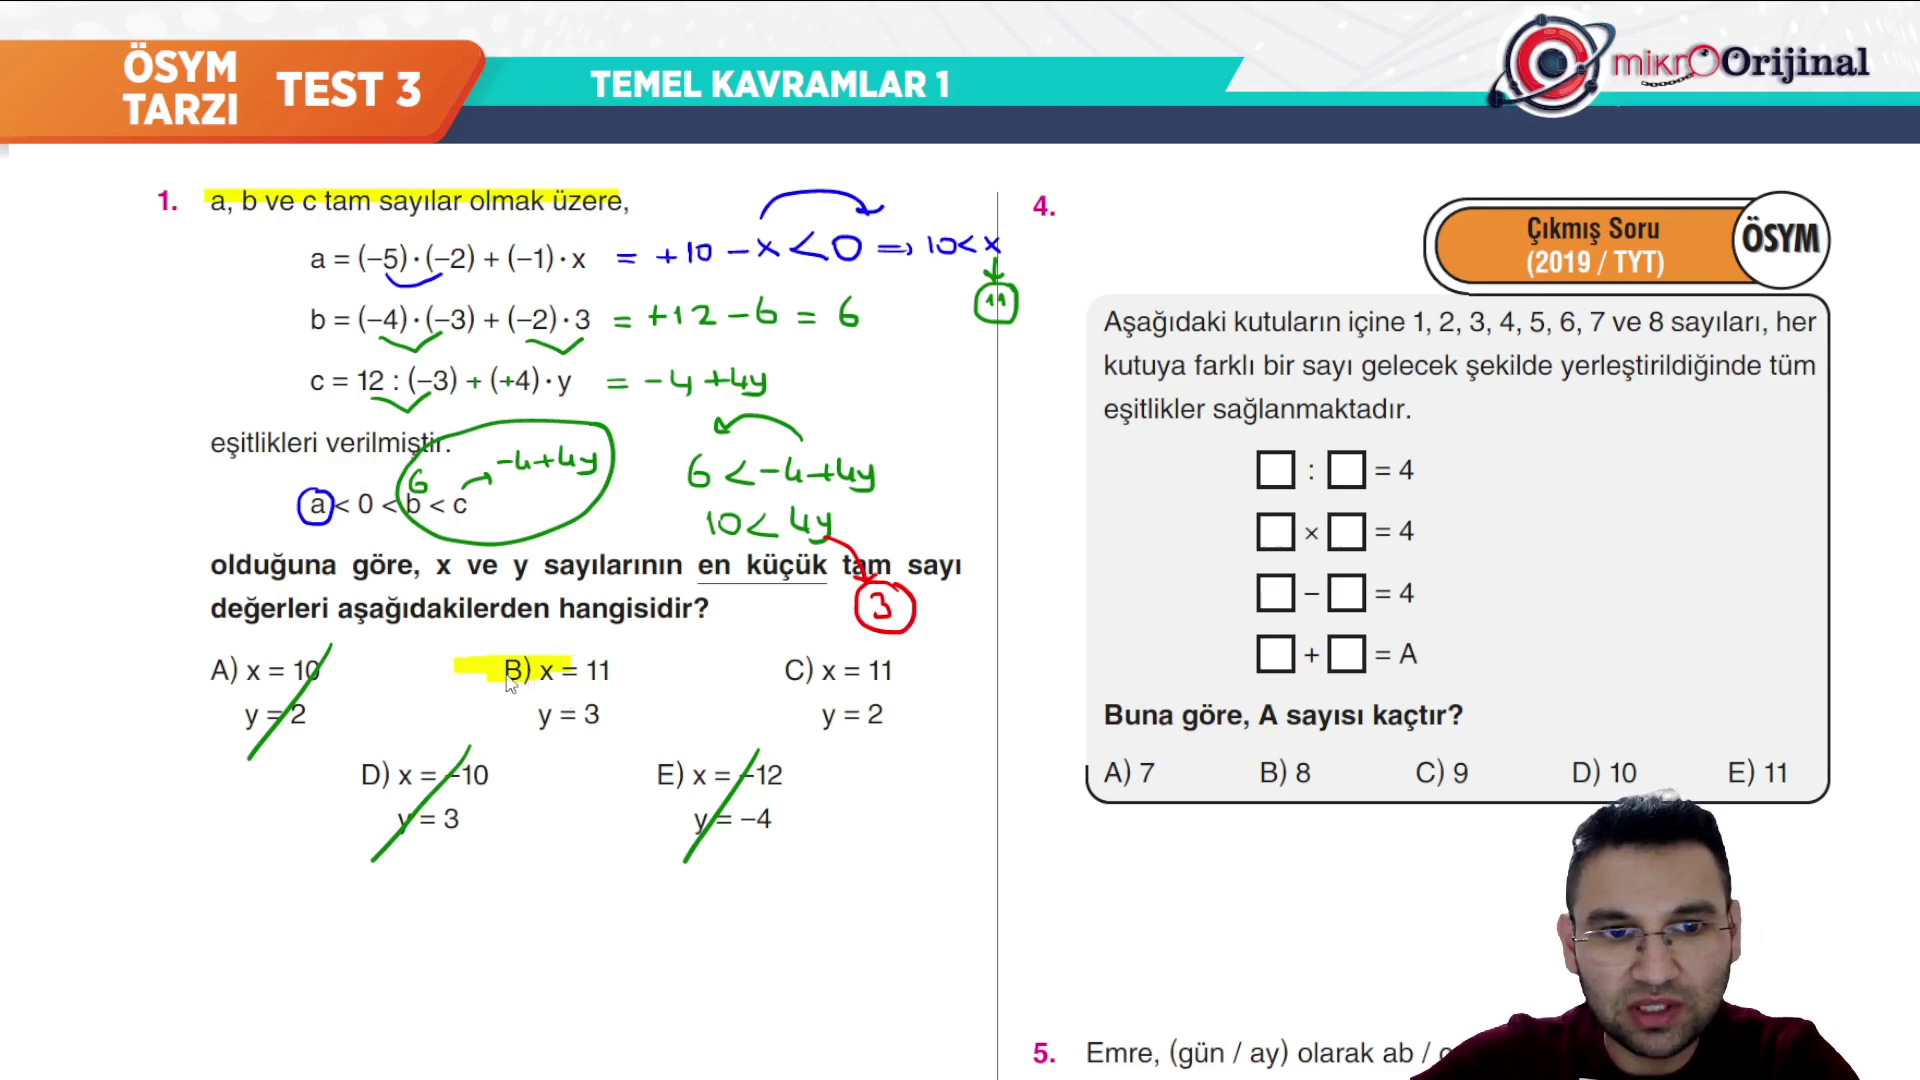 ÖSYM
TARZI
TEST 3
TEMEL KAVRAMLAR 1
mikrOOrijinal
1. a, b ve c tam sayılar olmak üzere,
a = (–5)·(–2) + (–1)·x = +10 –x < 0 ⇒ 10 < x
11
b = (–4)·(–3) + (–2)·3 = +12 – 6 = 6
c = 12 : (–3) + (+4)·y = –4 +4y
eşitlikleri verilmiştir.
6 → –4+4y
a < 0 < b < c
6 < –4+4y
10 < 4y
3
olduğuna göre, x ve y sayılarının en küçük tam sayı
değerleri aşağıdakilerden hangisidir?
A) x = 10
y = 2
B) x = 11
y = 3
C) x = 11
y = 2
D) x = –10
y = 3
E) x = –12
y = –4
4.
Çıkmış Soru
(2019 / TYT)
ÖSYM
Aşağıdaki kutuların içine 1, 2, 3, 4, 5, 6, 7 ve 8 sayıları, her
kutuya farklı bir sayı gelecek şekilde yerleştirildiğinde tüm
eşitlikler sağlanmaktadır.
□ : □ = 4
□ × □ = 4
□ – □ = 4
□ + □ = A
Buna göre, A sayısı kaçtır?
A) 7 B) 8 C) 9 D) 10 E) 11
5. Emre, (gün / ay) olarak ab /